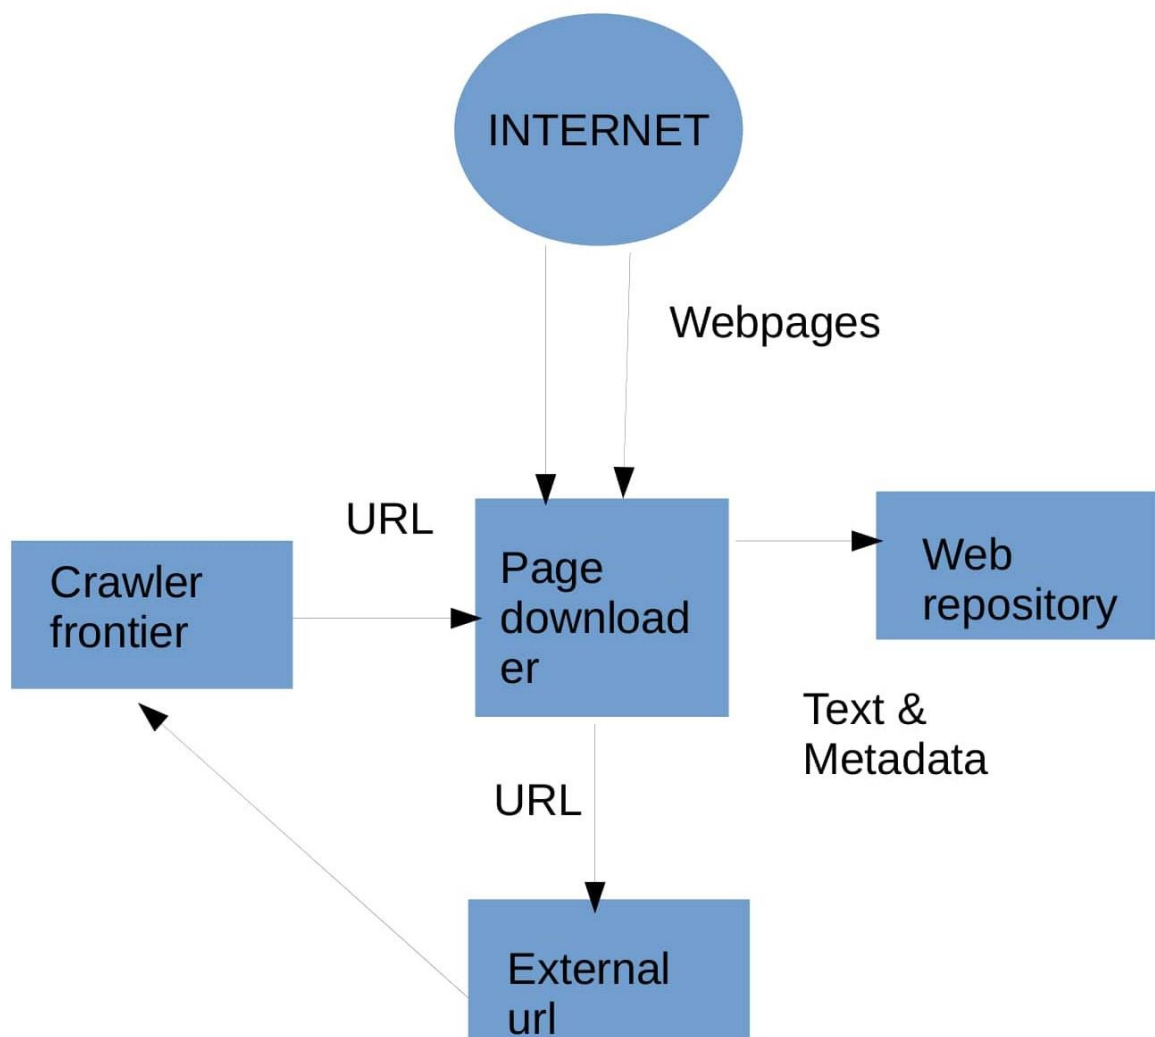 INTERNET
Webpages
URL
Crawler
frontier
Page
download
er
Web
repository
Text &
Metadata
URL
External
url